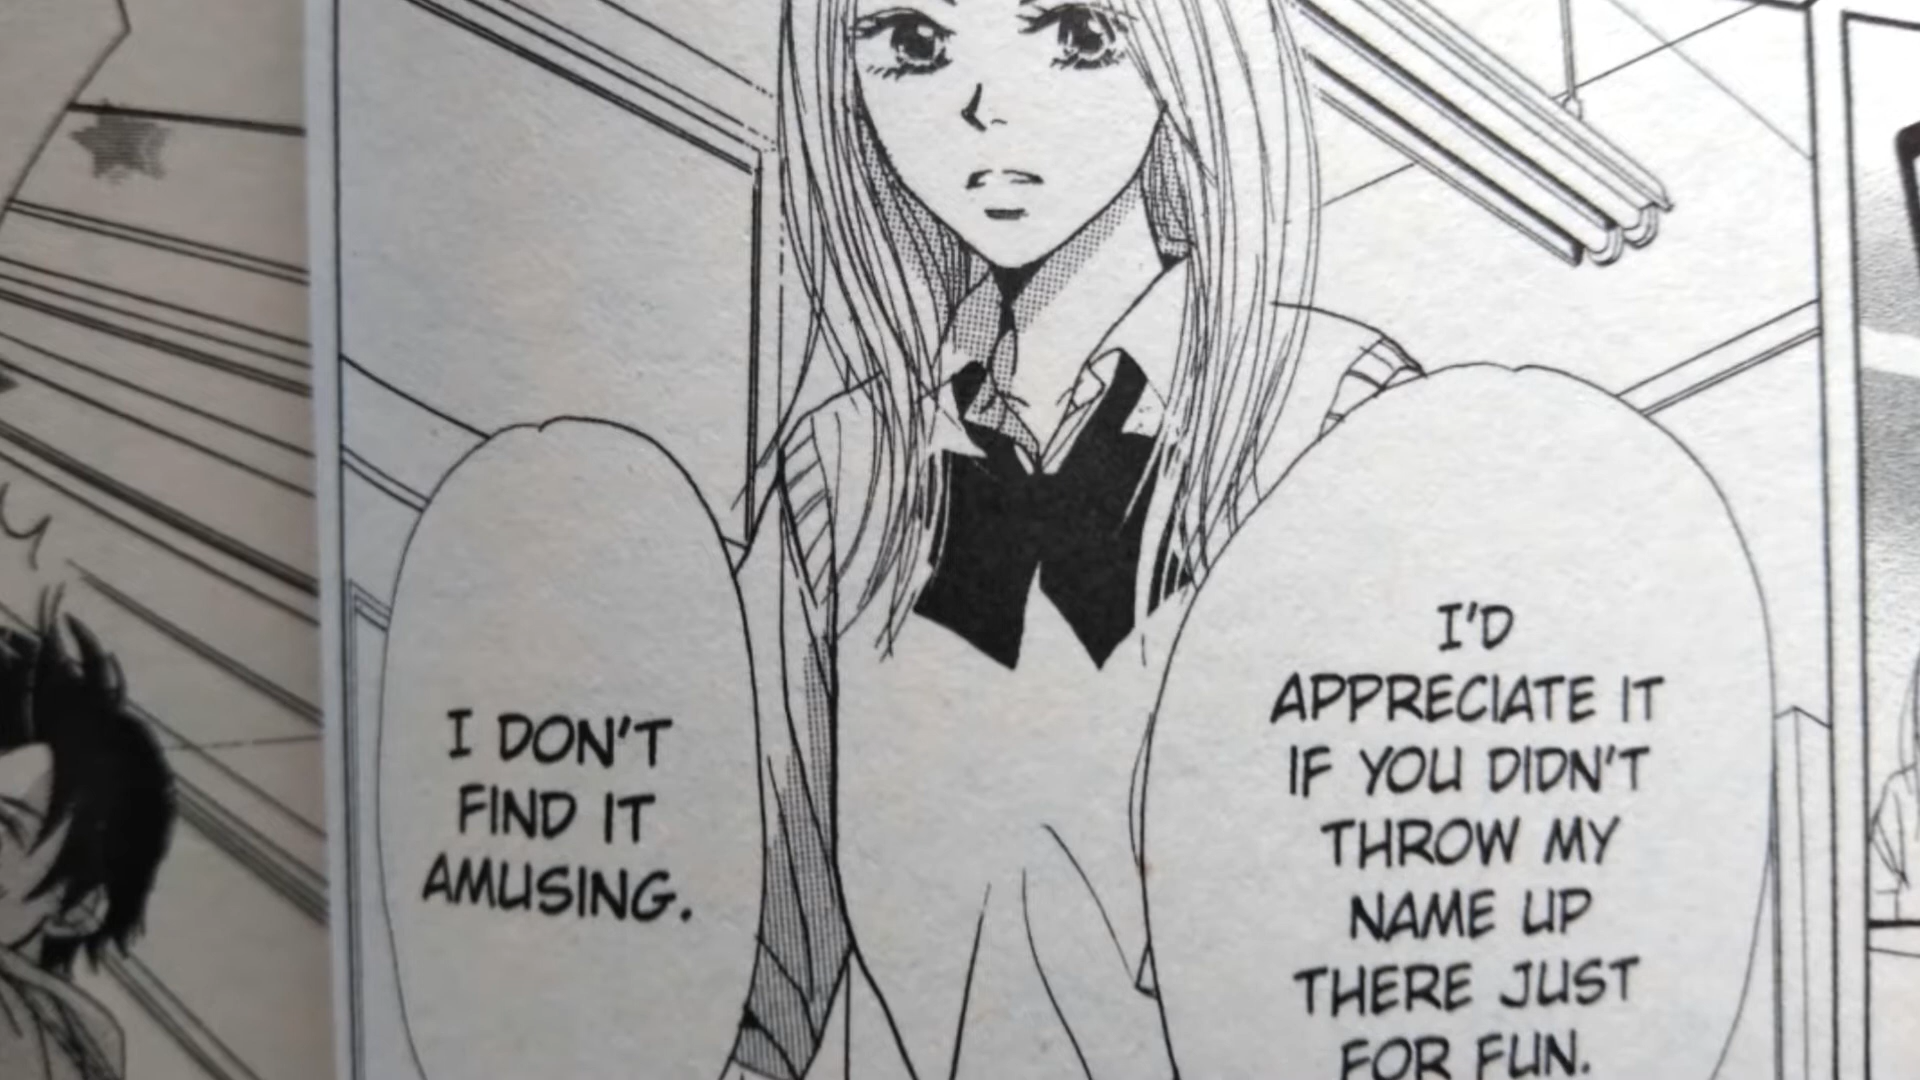 I'D
APPRECIATE IT
IF YOU DIDN'T
THROW MY
NAME UP
THERE JUST
FOR FUN.
I DON'T
FIND IT
AMUSING.